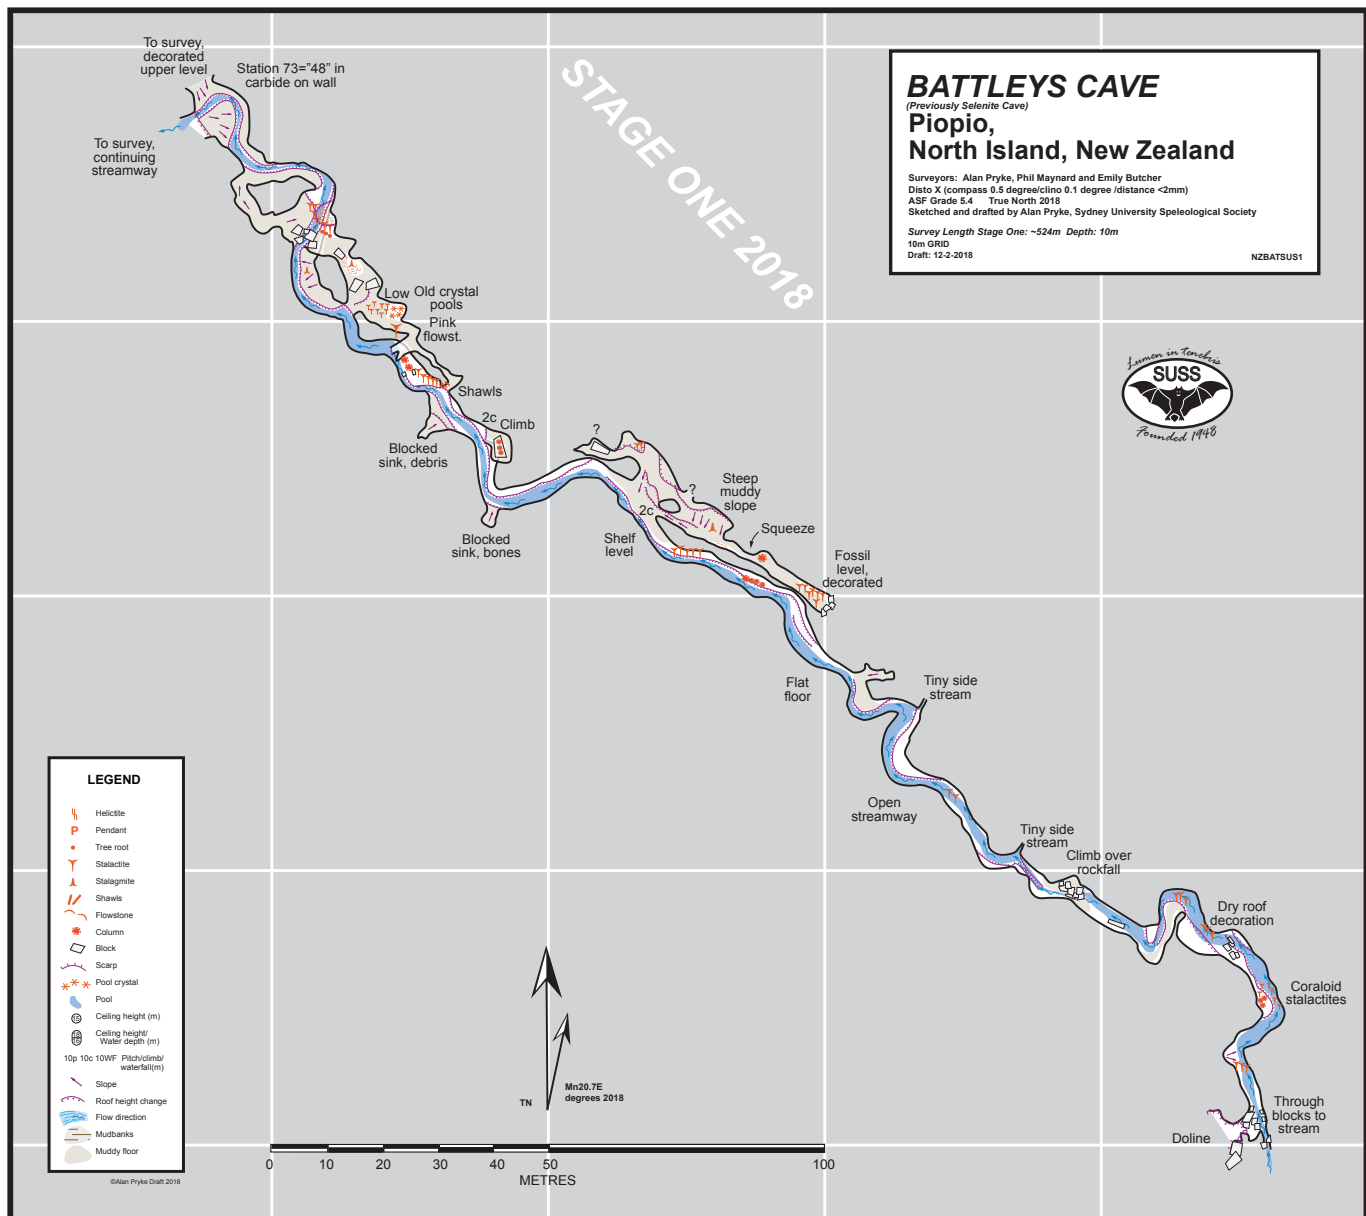 To survey,
decorated
upper level
Station 73="48" in
carbide on wall
To survey,
continuing
streamway
STAGE ONE 2018
BATTLEYS CAVE
(Previously Selenite Cave)
Piopio,
North Island, New Zealand
Surveyors: Alan Pryke, Phil Maynard and Emily Butcher
Disto X (compass 0.5 degree/clino 0.1 degree /distance <2mm)
ASF Grade 5.4 True North 2018
Sketched and drafted by Alan Pryke, Sydney University Speleological Society
Survey Length Stage One: ~524m Depth: 10m
10m GRID
Draft: 12-2-2018
NZBATSUS1
Lumen in tenebris
SUSS
Founded 1948
Low
Old crystal
pools
Pink
flowst.
Shawls
2c
Climb
Blocked
sink, debris
Blocked
sink, bones
?
?
Steep
muddy
slope
2c
Squeeze
Shelf
level
Fossil
level,
decorated
Flat
floor
Tiny side
stream
Open
streamway
Tiny side
stream
Climb over
rockfall
Dry roof
decoration
Coraloid
stalactites
Through
blocks to
stream
Doline
LEGEND
Helictite
P Pendant
Tree root
Stalactite
Stalagmite
Shawls
Flowstone
Column
Block
Scarp
Pool crystal
Pool
15 Ceiling height (m)
Ceiling height/
Water depth (m)
10p 10c 10WF Pitch/climb/
waterfall(m)
Slope
Roof height change
Flow direction
Mudbanks
Muddy floor
©Alan Pryke Draft 2018
TN
Mn20.7E
degrees 2018
0 10 20 30 40 50 100
METRES